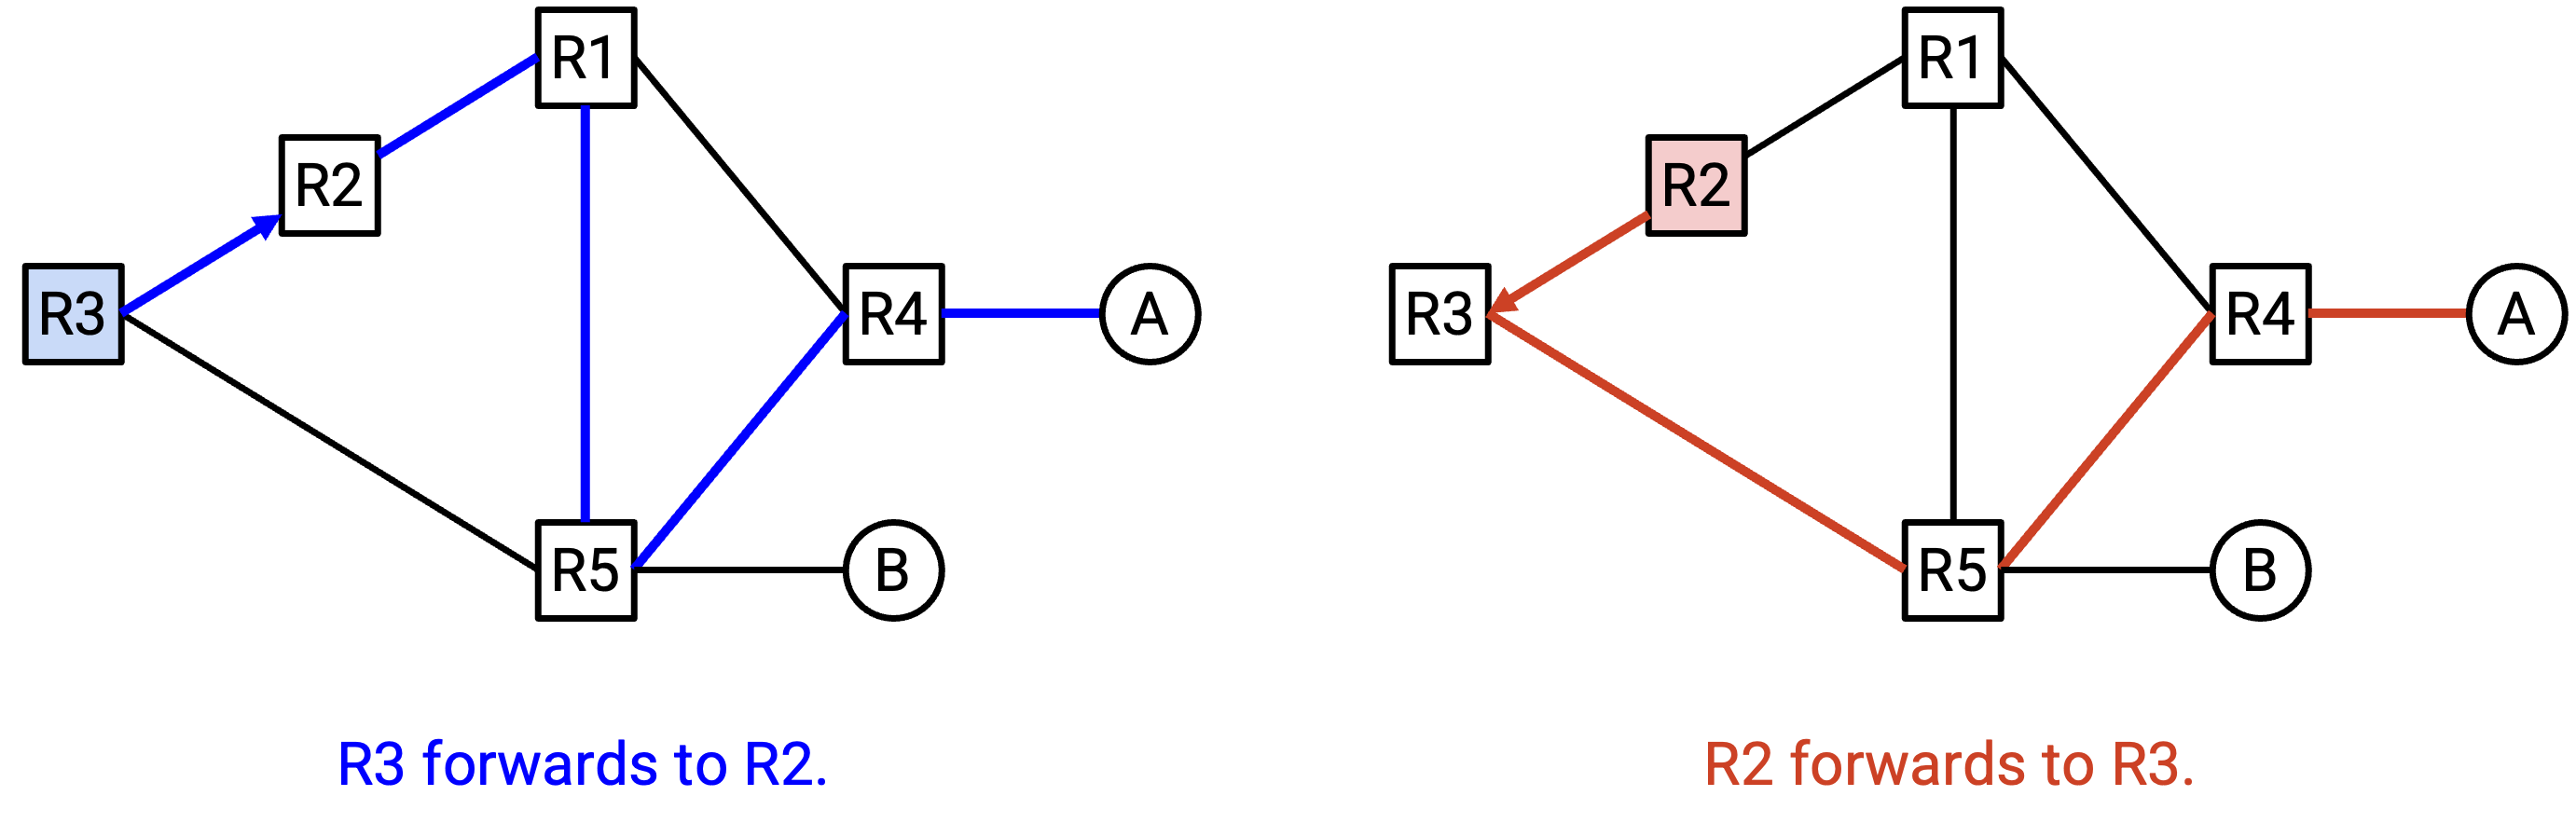 R1
R2
R3
R4
A
R5
B
R3 forwards to R2.
R1
R2
R3
R4
A
R5
B
R2 forwards to R3.